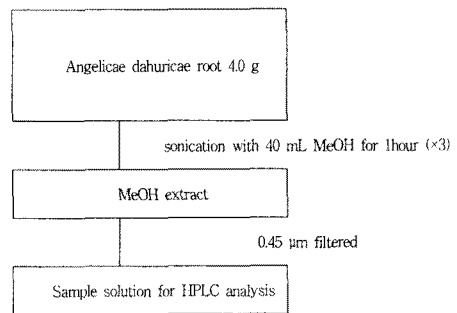 Angelicae dahuricae root 4.0 g
sonication with 40 mL MeOH for 1hour (×3)
MeOH extract
0.45 μm filtered
Sample solution for HPLC analysis